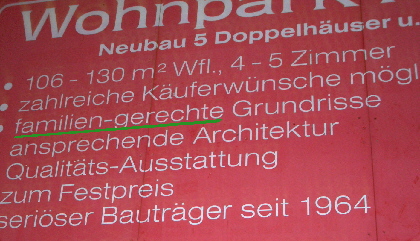 Wohnpark
Neubau 5 Doppelhäuser u
• 106 - 130 m² Wfl., 4 - 5 Zimmer
• zahlreiche Käuferwünsche mögl
• familien-gerechte Grundrisse
ansprechende Architektur
Qualitäts-Ausstattung
zum Festpreis
seriöser Bauträger seit 1964